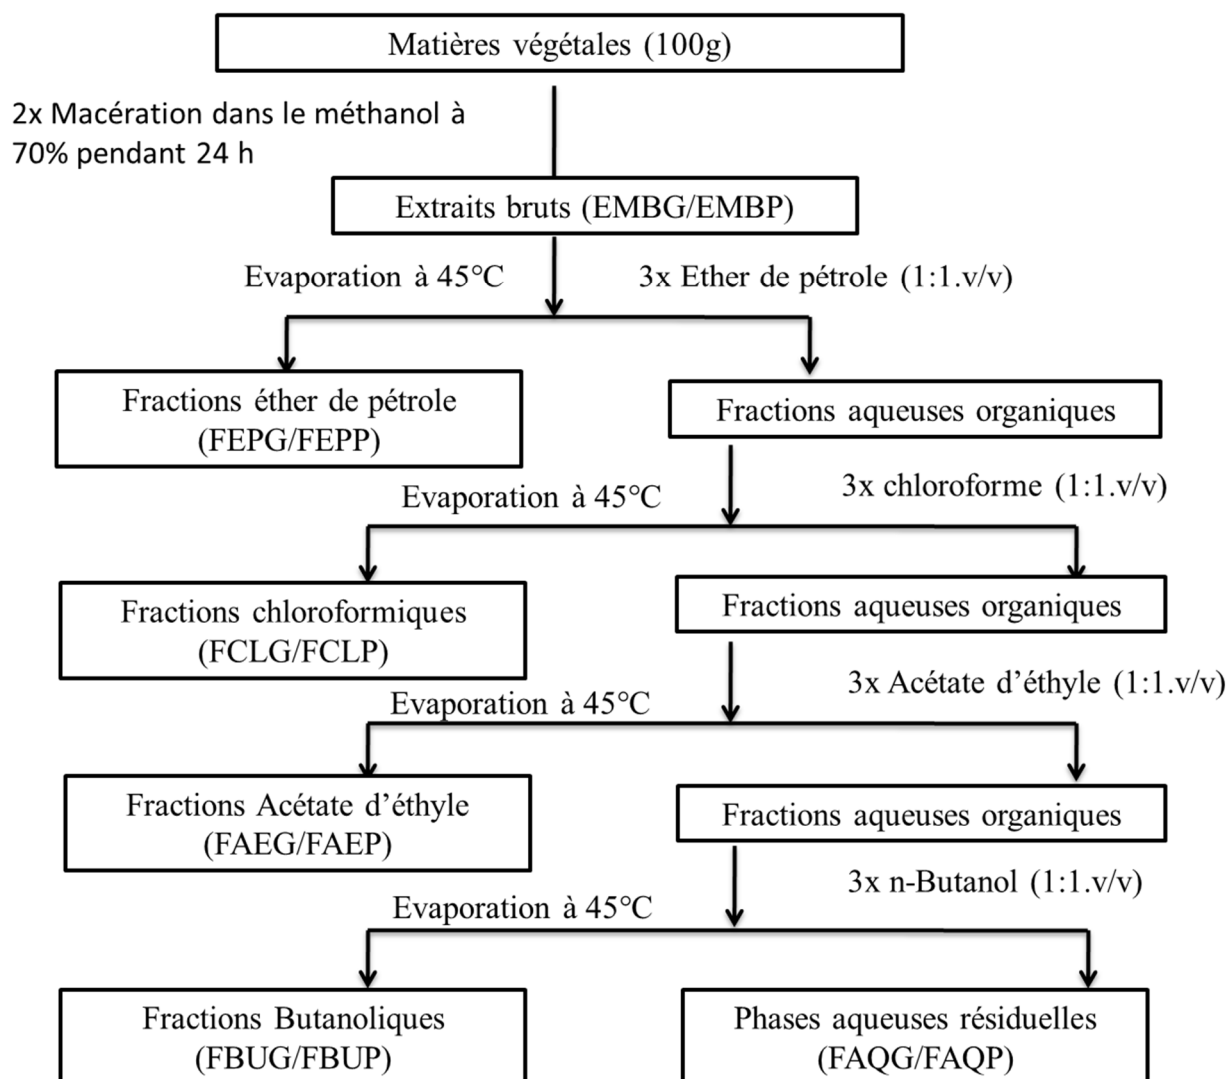 Matières végétales (100g)
2x Macération dans le méthanol à
70% pendant 24 h
Extraits bruts (EMBG/EMBP)
Evaporation à 45°C
3x Ether de pétrole (1:1.v/v)
Fractions éther de pétrole
(FEPG/FEPP)
Fractions aqueuses organiques
Evaporation à 45°C
3x chloroforme (1:1.v/v)
Fractions chloroformiques
(FCLG/FCLP)
Fractions aqueuses organiques
Evaporation à 45°C
3x Acétate d’éthyle (1:1.v/v)
Fractions Acétate d’éthyle
(FAEG/FAEP)
Fractions aqueuses organiques
Evaporation à 45°C
3x n-Butanol (1:1.v/v)
Fractions Butanoliques
(FBUG/FBUP)
Phases aqueuses résiduelles
(FAQG/FAQP)